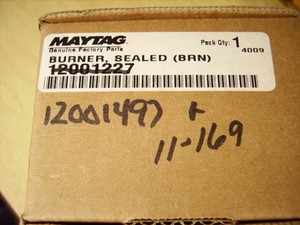 MAYTAG Pack Qty: 1
Genuine Factory Parts 4009
BURNER, SEALED (BRN)
12001227
12001497 +
11-169